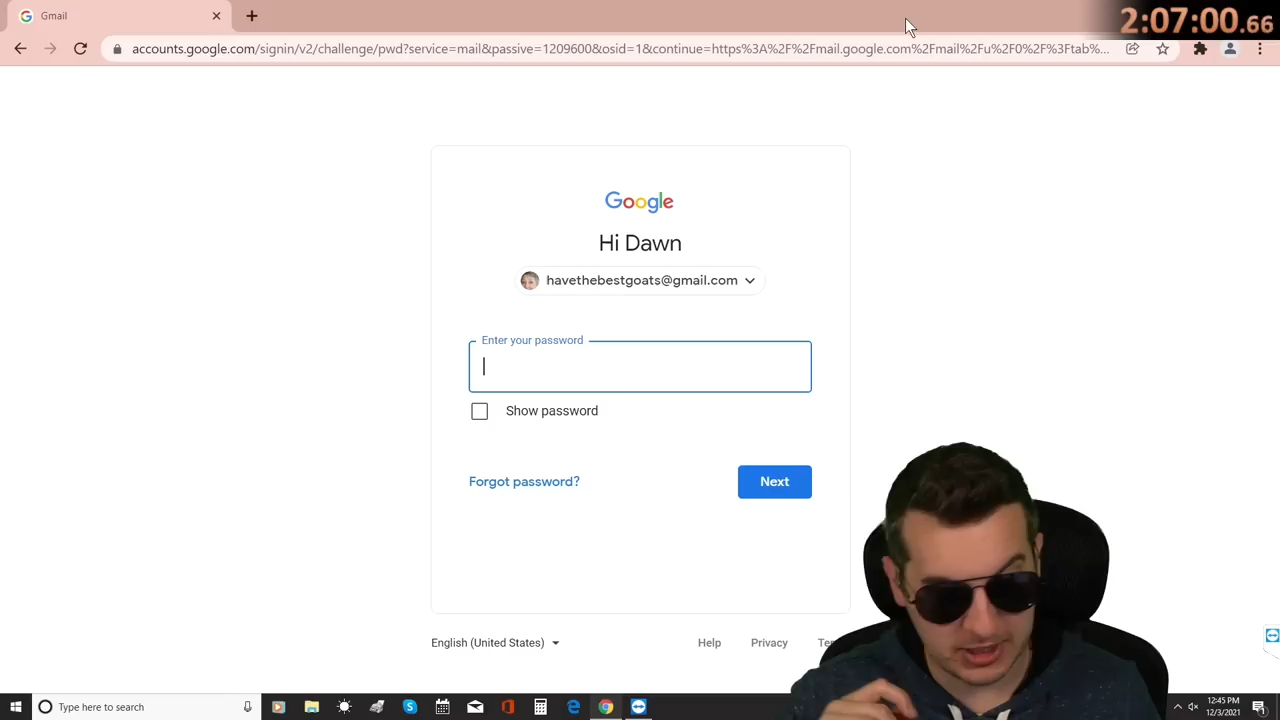 Gmail
2:07:00.66
accounts.google.com/signin/v2/challenge/pwd?service=mail&passive=1209600&osid=1&continue=https%3A%2F%2Fmail.google.com%2Fmail%2Fu%2F0%2F%3Ftab%...
Google
Hi Dawn
havethebestgoats@gmail.com
Enter your password
Show password
Forgot password?
Next
English (United States)
Help
Privacy
Ter
Type here to search
12:45 PM
12/3/2021
1